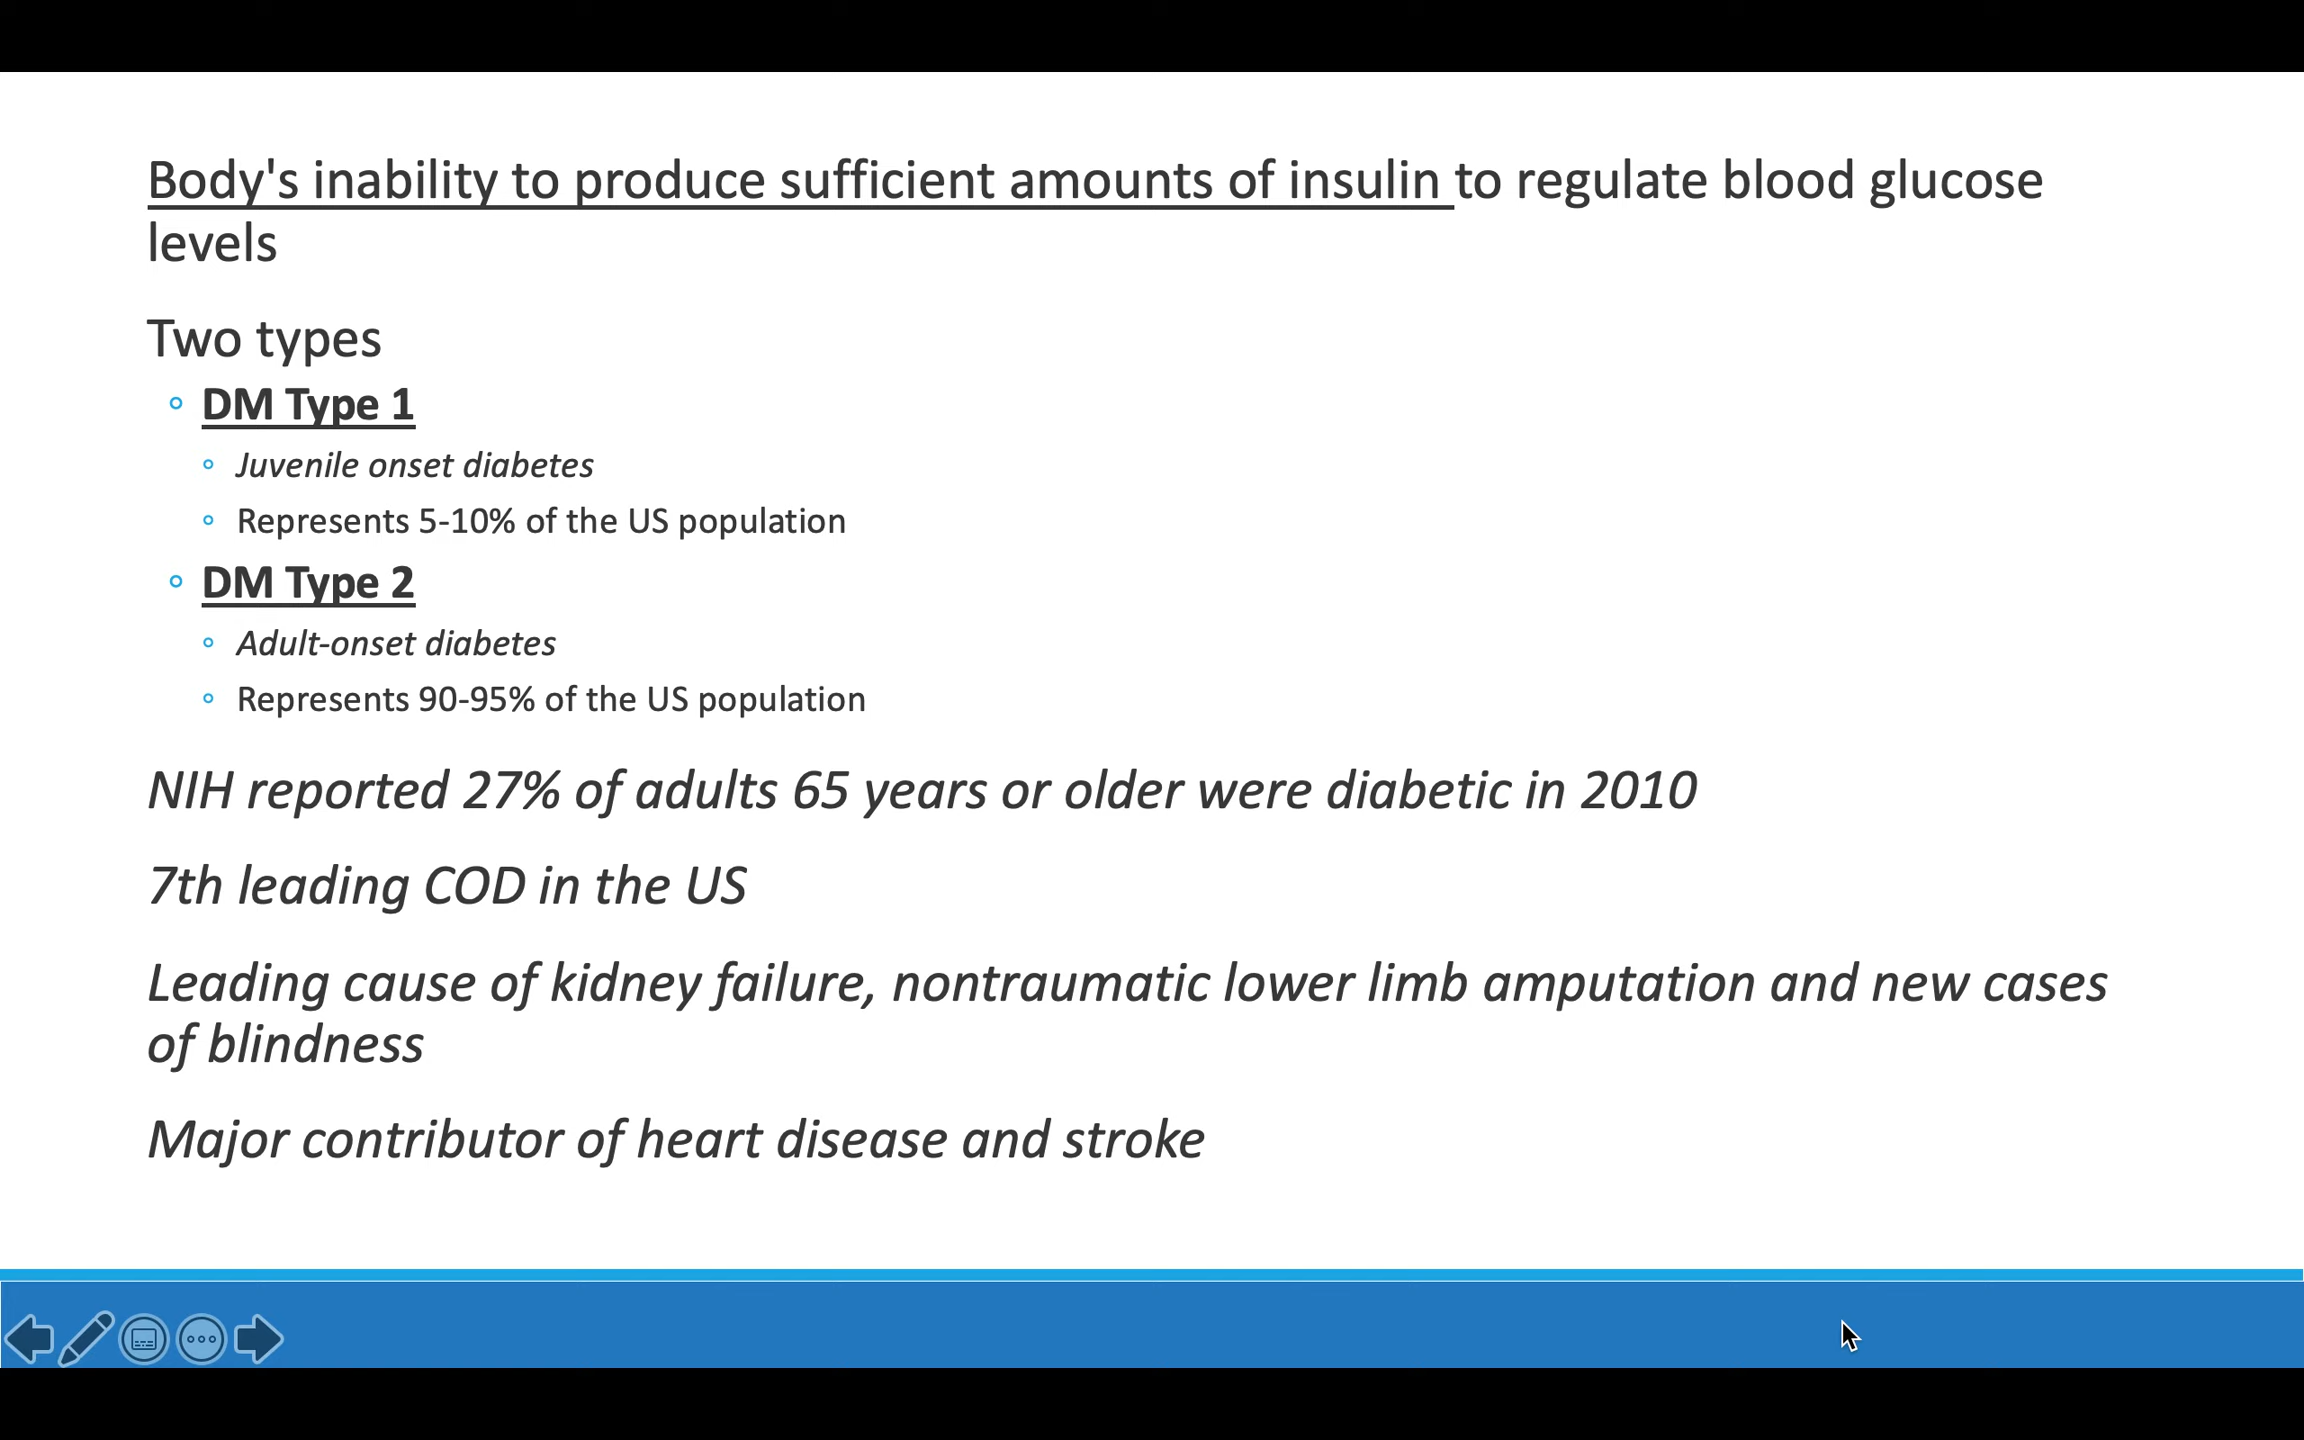 Body's inability to produce sufficient amounts of insulin to regulate blood glucose
levels
Two types
DM Type 1
Juvenile onset diabetes
Represents 5-10% of the US population
DM Type 2
Adult-onset diabetes
Represents 90-95% of the US population
NIH reported 27% of adults 65 years or older were diabetic in 2010
7th leading COD in the US
Leading cause of kidney failure, nontraumatic lower limb amputation and new cases
of blindness
Major contributor of heart disease and stroke